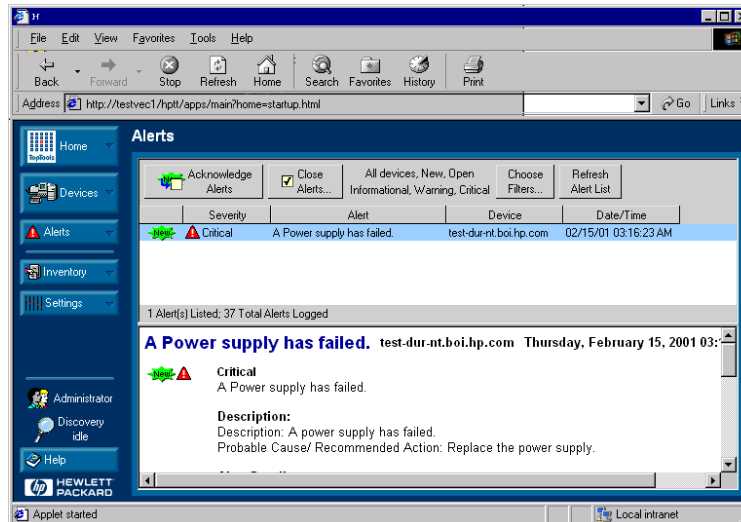 File Edit View Favorites Tools Help
Back Forward Stop Refresh Home Search Favorites History Print
Address http://testvec1/hptt/apps/main?home=startup.html Go Links
TopTools Home
Devices
Alerts
Inventory
Settings
Administrator
Discovery
idle
Help
HEWLETT
PACKARD
Alerts
Acknowledge
Alerts
Close
Alerts...
All devices, New, Open
Informational, Warning, Critical
Choose
Filters...
Refresh
Alert List
Severity Alert Device Date/Time
New Critical A Power supply has failed. test-dur-nt.boi.hp.com 02/15/01 03:16:23 AM
1 Alert(s) Listed; 37 Total Alerts Logged
A Power supply has failed. test-dur-nt.boi.hp.com Thursday, February 15, 2001 03:
New Critical
A Power supply has failed.
Description:
Description: A power supply has failed.
Probable Cause/ Recommended Action: Replace the power supply.
Applet started Local intranet